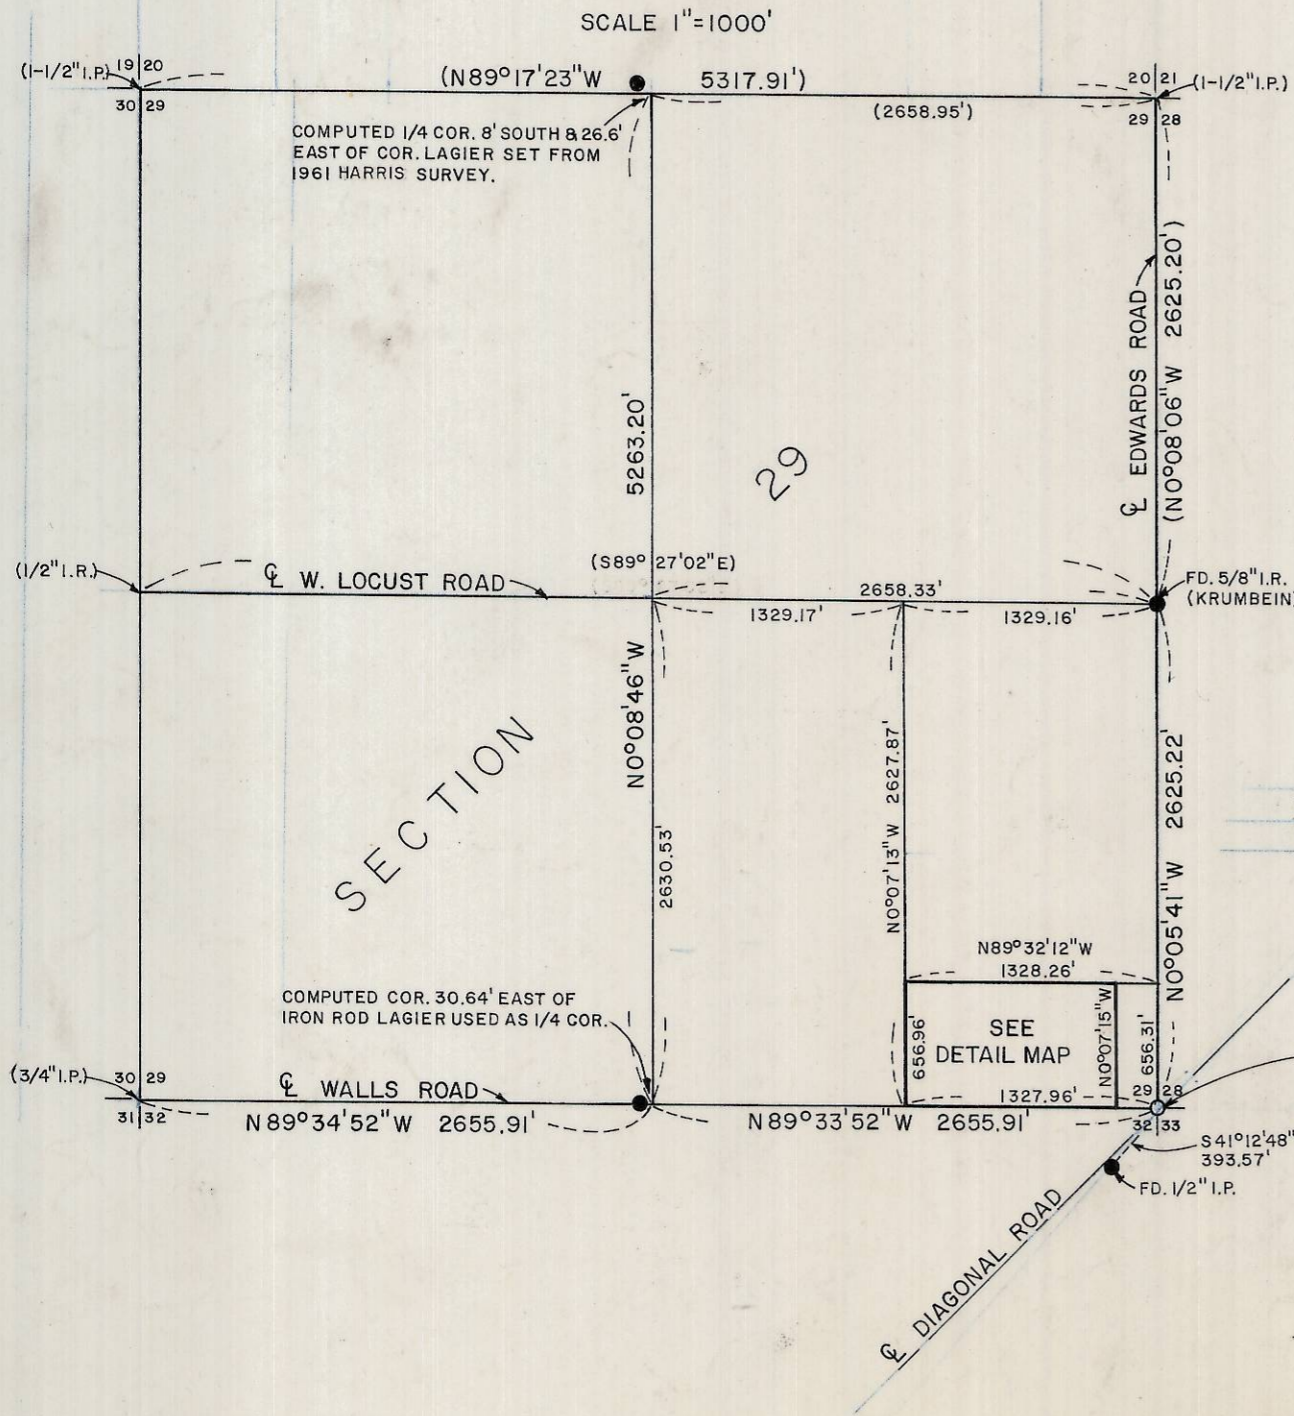 SCALE 1"=1000'
(1-1/2" I.P.)
19|20
30|29
(N89°17'23"W 5317.91')
(2658.95')
20|21
29|28
(1-1/2" I.P.)
COMPUTED 1/4 COR. 8' SOUTH & 26.6'
EAST OF COR. LAGIER SET FROM
1961 HARRIS SURVEY.
℄ EDWARDS ROAD
(N0°08'06"W 2625.20')
5263.20'
29
(1/2" I.R.)
℄ W. LOCUST ROAD
(S89°27'02"E)
2658.33'
1329.17'
1329.16'
FD. 5/8" I.R.
(KRUMBEIN)
N0°08'46"W
2630.53'
SECTION
N0°07'13"W 2627.87'
N0°05'41"W 2625.22'
N89°32'12"W
1328.26'
COMPUTED COR. 30.64' EAST OF
IRON ROD LAGIER USED AS 1/4 COR.
656.96'
SEE
DETAIL MAP
N0°07'15"W
656.31'
1327.96'
(3/4" I.P.)
30|29
31|32
℄ WALLS ROAD
N89°34'52"W 2655.91'
N89°33'52"W 2655.91'
29|28
32|33
S41°12'48"
393.57'
FD. 1/2" I.P.
℄ DIAGONAL ROAD